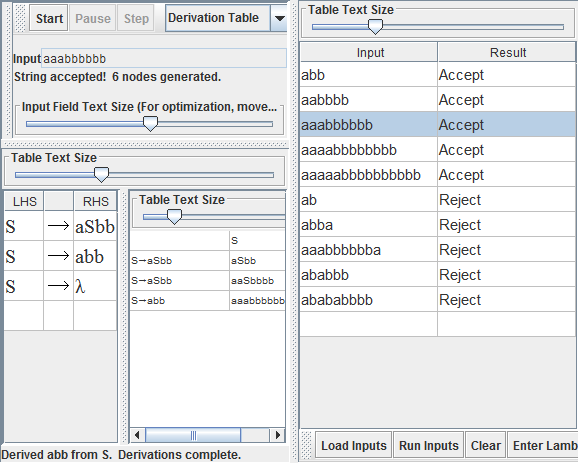 Start Pause Step Derivation Table
Input aaabbbbbb
String accepted! 6 nodes generated.
Input Field Text Size (For optimization, move...
Table Text Size
LHS RHS
S → aSbb
S → abb
S → λ
Table Text Size
S
S→aSbb aSbb
S→aSbb aaSbbbb
S→abb aaabbbbbb
Derived abb from S. Derivations complete.
Table Text Size
Input Result
abb Accept
aabbbb Accept
aaabbbbbb Accept
aaaabbbbbbbb Accept
aaaaabbbbbbbbbb Accept
ab Reject
abba Reject
aaabbbbbba Reject
ababbb Reject
abababbbb Reject
Load Inputs Run Inputs Clear Enter Lamb